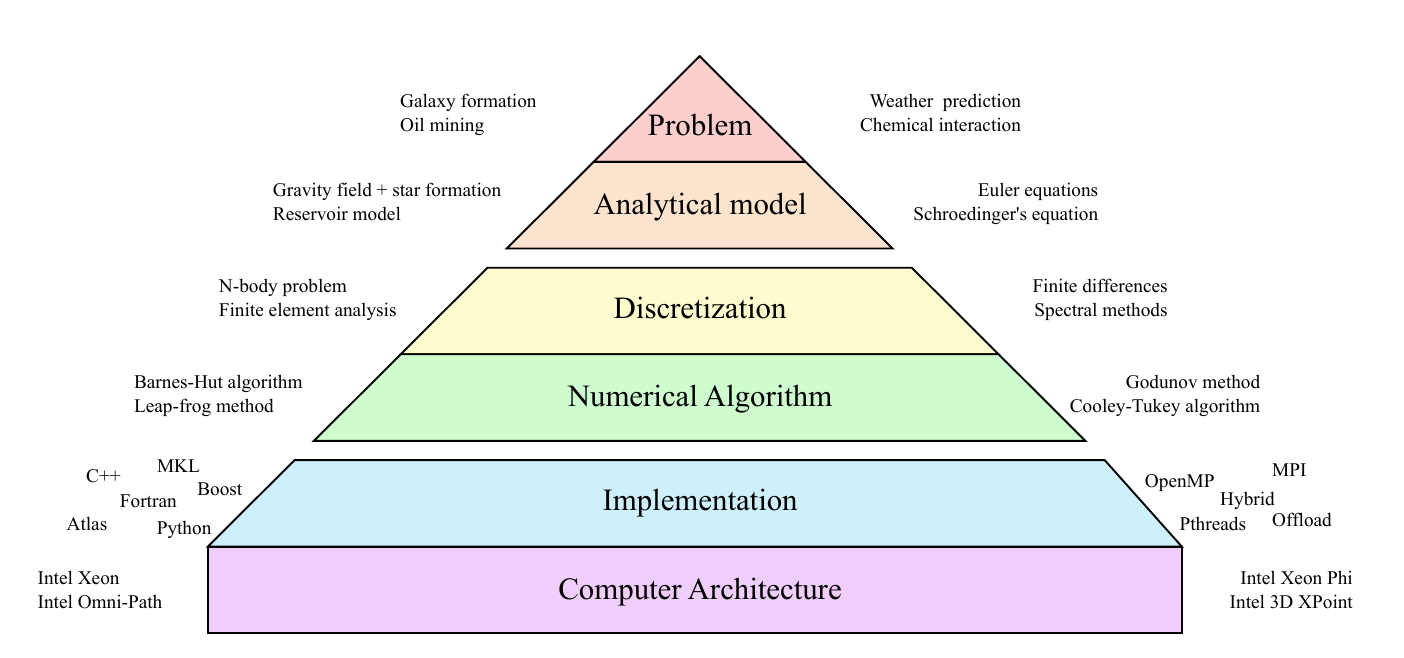 Galaxy formation
Oil mining
Problem
Weather prediction
Chemical interaction
Gravity field + star formation
Reservoir model
Analytical model
Euler equations
Schroedinger's equation
N-body problem
Finite element analysis
Discretization
Finite differences
Spectral methods
Barnes-Hut algorithm
Leap-frog method
Numerical Algorithm
Godunov method
Cooley-Tukey algorithm
C++
MKL
Boost
Fortran
Atlas
Python
Implementation
OpenMP
MPI
Hybrid
Pthreads
Offload
Intel Xeon
Intel Omni-Path
Computer Architecture
Intel Xeon Phi
Intel 3D XPoint